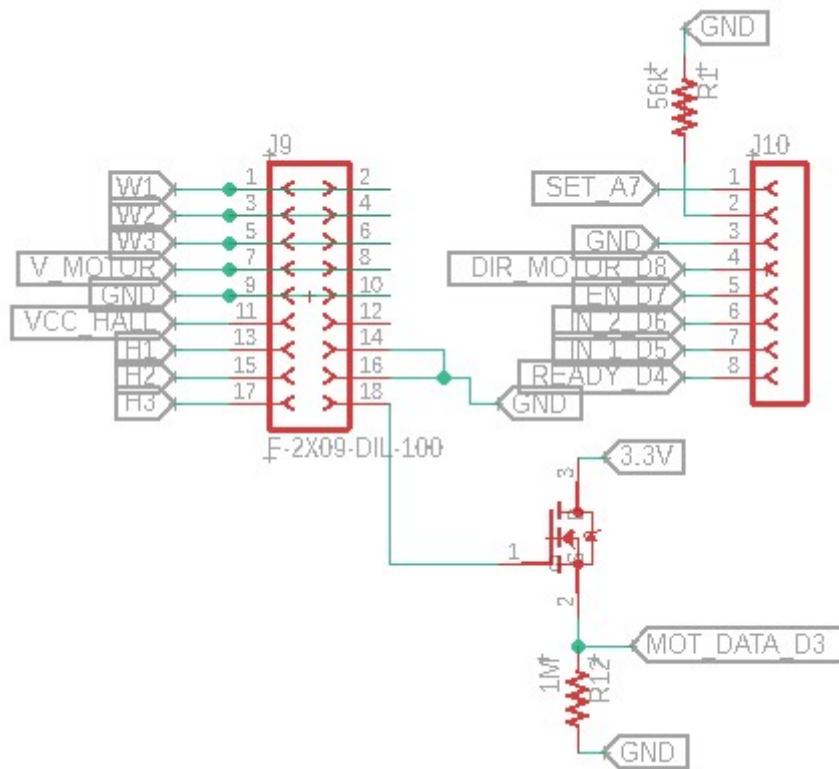 GND
56k
R1
J9
J10
W1 1 2
W2 3 4
W3 5 6
V_MOTOR 7 8
GND 9 10
VCC_HALL 11 12
H1 13 14
H2 15 16
H3 17 18
GND
F-2X09-DIL-100
SET_A7 1
2
GND 3
DIR_MOTOR_D8 4
EN_D7 5
IN_2_D6 6
IN_1_D5 7
READY_D4 8
3.3V
3
1
2
MOT_DATA_D3
1M
R12
GND